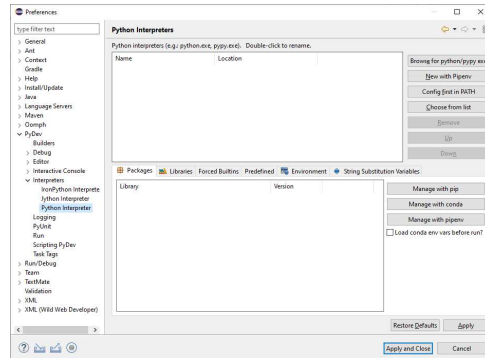 Preferences
type filter text
Python Interpreters
General
Ant
Context
Gradle
Help
Install/Update
Java
Language Servers
Maven
Oomph
PyDev
Builders
Debug
Editor
Interactive Console
Interpreters
IronPython Interprete
Jython Interpreter
Python Interpreter
Logging
PyUnit
Run
Scripting PyDev
Task Tags
Run/Debug
Team
TextMate
Validation
XML
XML (Wild Web Developer)
Python interpreters (e.g.: python.exe, pypy.exe). Double-click to rename.
Name Location
Browse for python/pypy exe
New with Pipenv
Config first in PATH
Choose from list
Remove
Up
Down
Packages Libraries Forced Builtins Predefined Environment String Substitution Variables
Library Version
Manage with pip
Manage with conda
Manage with pipenv
Load conda env vars before run?
Restore Defaults Apply
Apply and Close Cancel